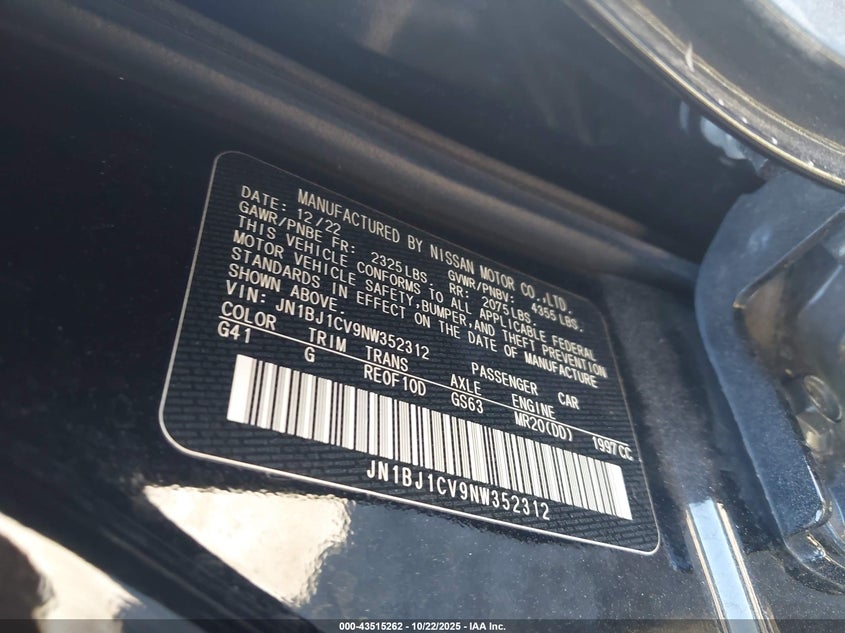 MANUFACTURED BY NISSAN MOTOR CO.,LTD.
DATE: 12/22 GVWR/PNBV: 4355 LBS.
GAWR/PNBE FR: 2325LBS. RR: 2075LBS
THIS VEHICLE CONFORMS TO ALL APPLICABLE FEDERAL
MOTOR VEHICLE SAFETY,BUMPER,AND THEFT PREVENTION
STANDARDS IN EFFECT ON THE DATE OF MANUFACTURE
SHOWN ABOVE.
VIN: JN1BJ1CV9NW352312 PASSENGER CAR
COLOR TRIM TRANS AXLE ENGINE
G41 G RE0F10D GS63 MR20(DD) 1997CC
JN1BJ1CV9NW352312
000-43515262 - 10/22/2025 - IAA Inc.